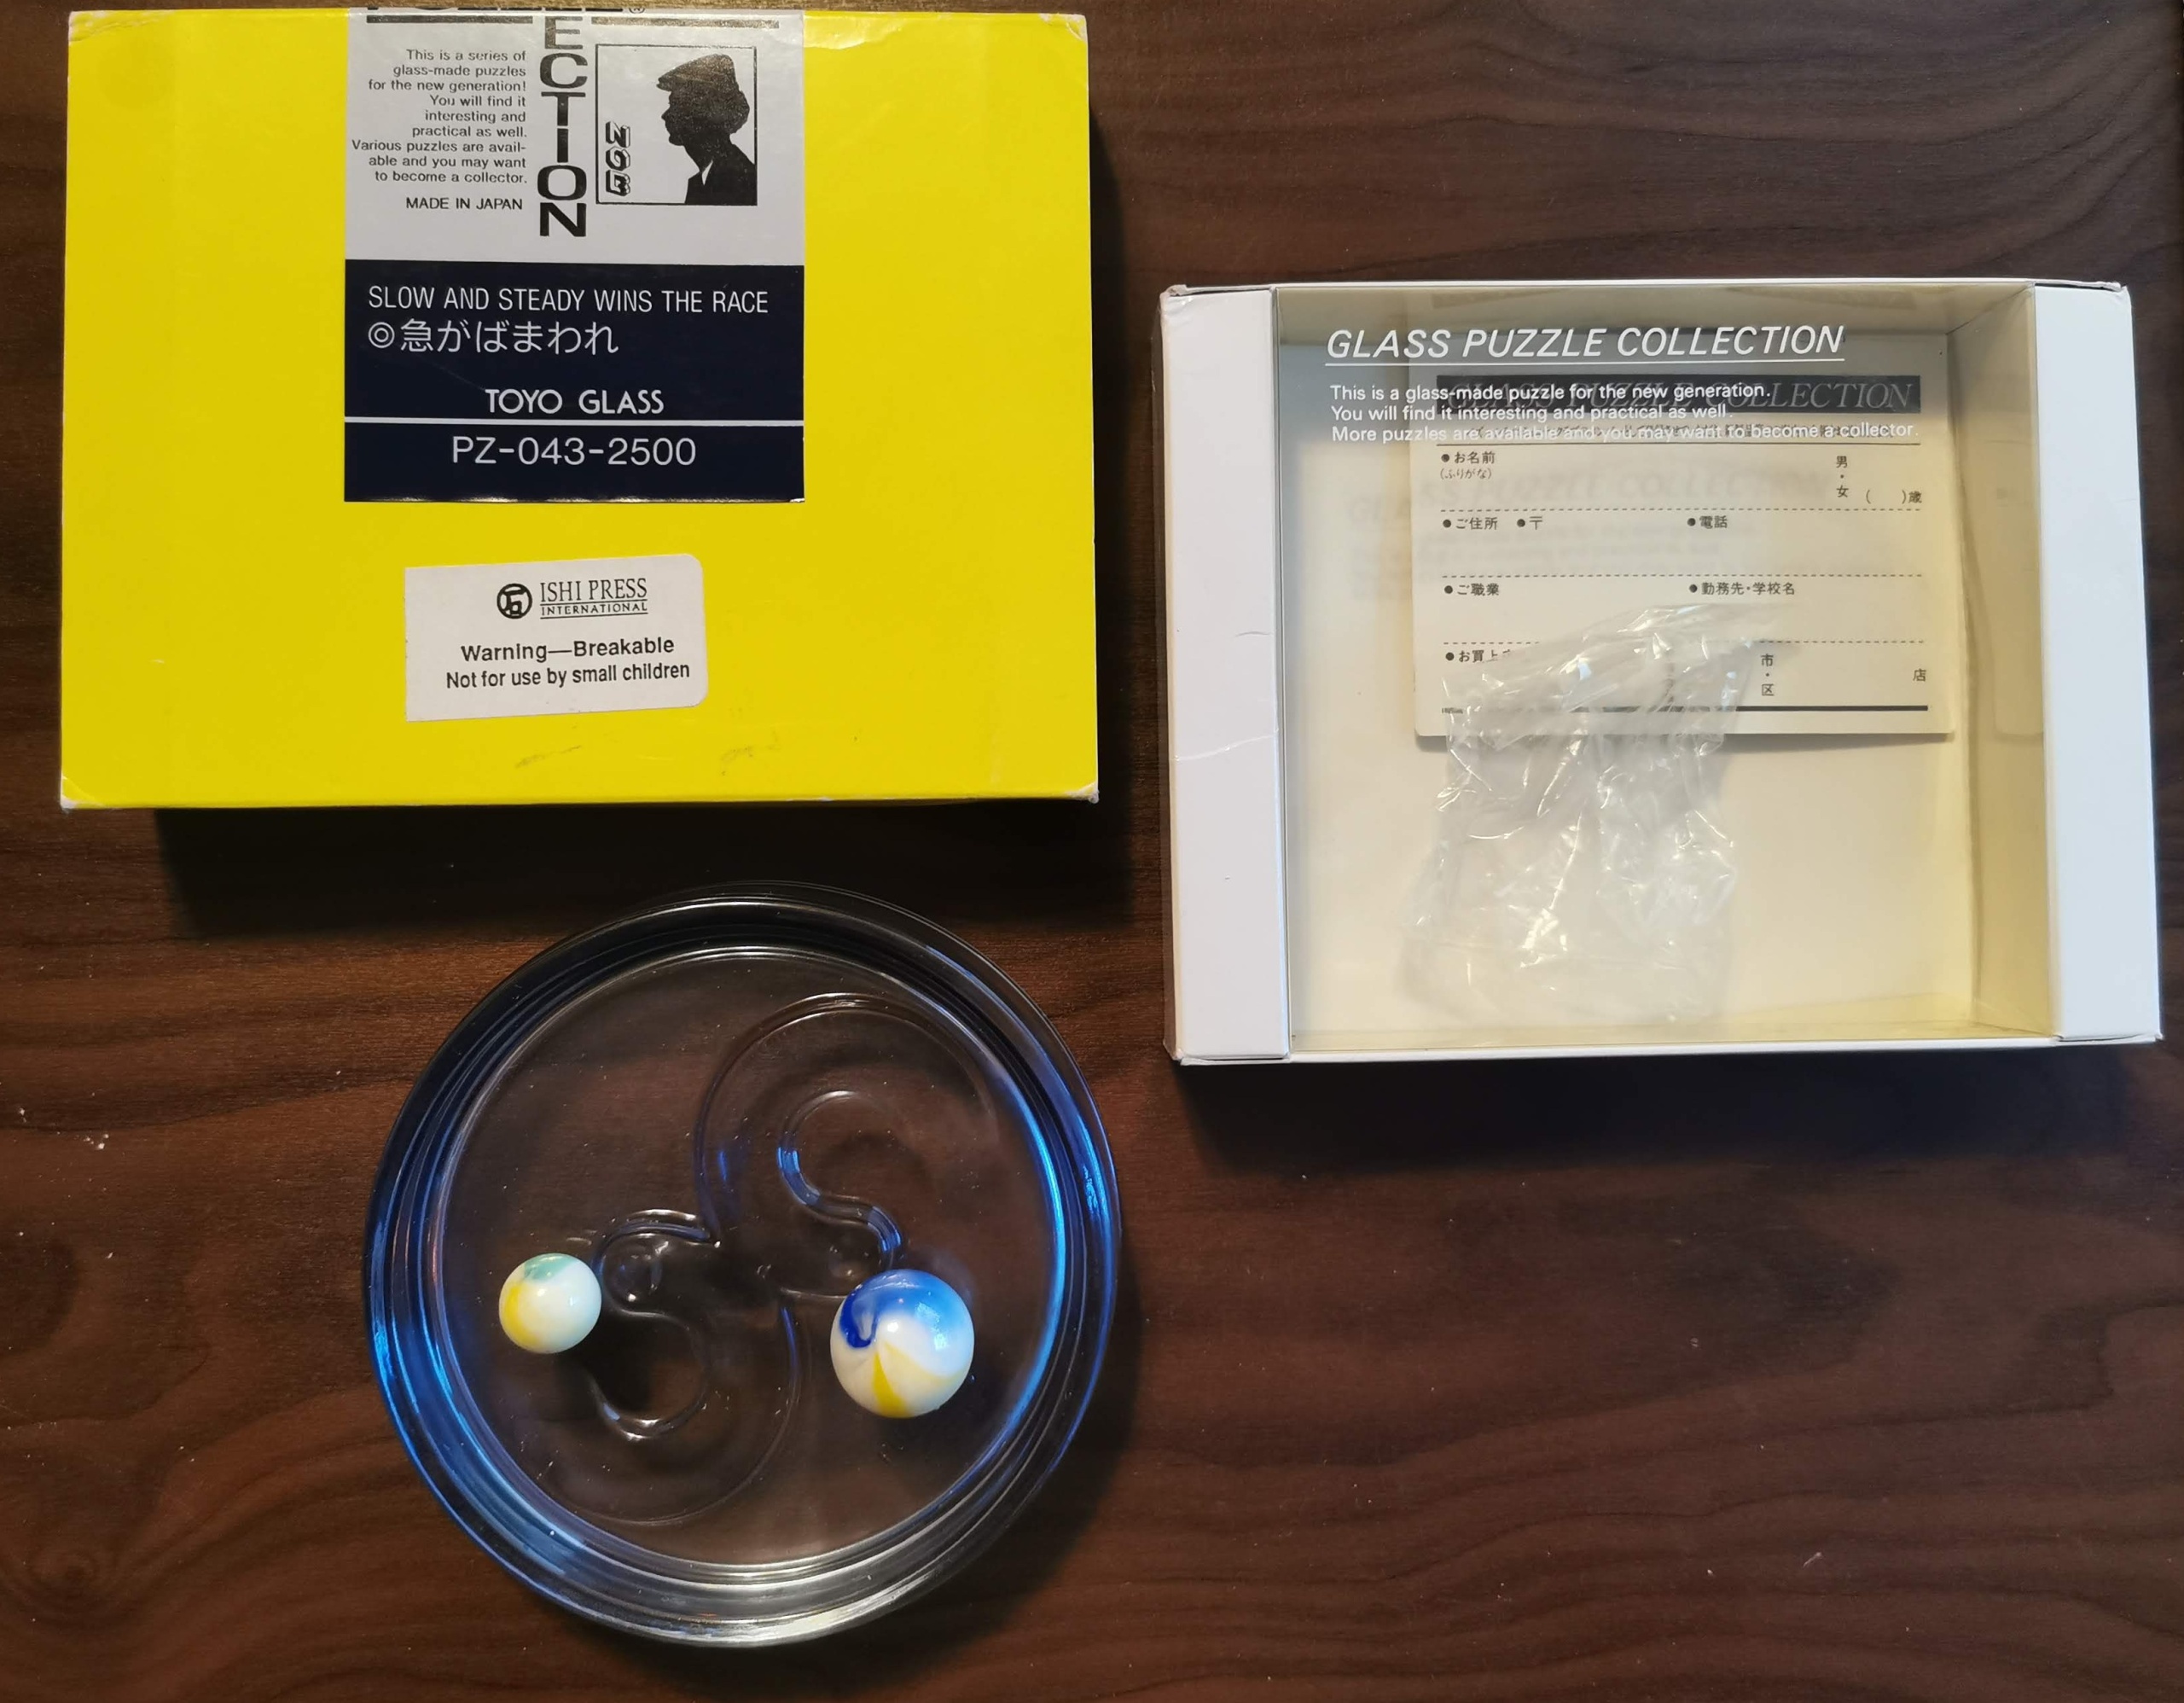 ECTION
This is a series of
glass-made puzzles
for the new generation!
You will find it
interesting and
practical as well.
Various puzzles are avail-
able and you may want
to become a collector.
MADE IN JAPAN
NOB
SLOW AND STEADY WINS THE RACE
◎急がばまわれ
TOYO GLASS
PZ-043-2500
ISHI PRESS
INTERNATIONAL
Warning—Breakable
Not for use by small children
GLASS PUZZLE COLLECTION
This is a glass-made puzzle for the new generation.
You will find it interesting and practical as well.
More puzzles are available and you may want to become a collector.
GLASS PUZZLE COLLECTION
●お名前
(ふりがな)
男・女 ( )歳
●ご住所 ●〒 ●電話
●ご職業 ●勤務先・学校名
●お買上
市・区 店